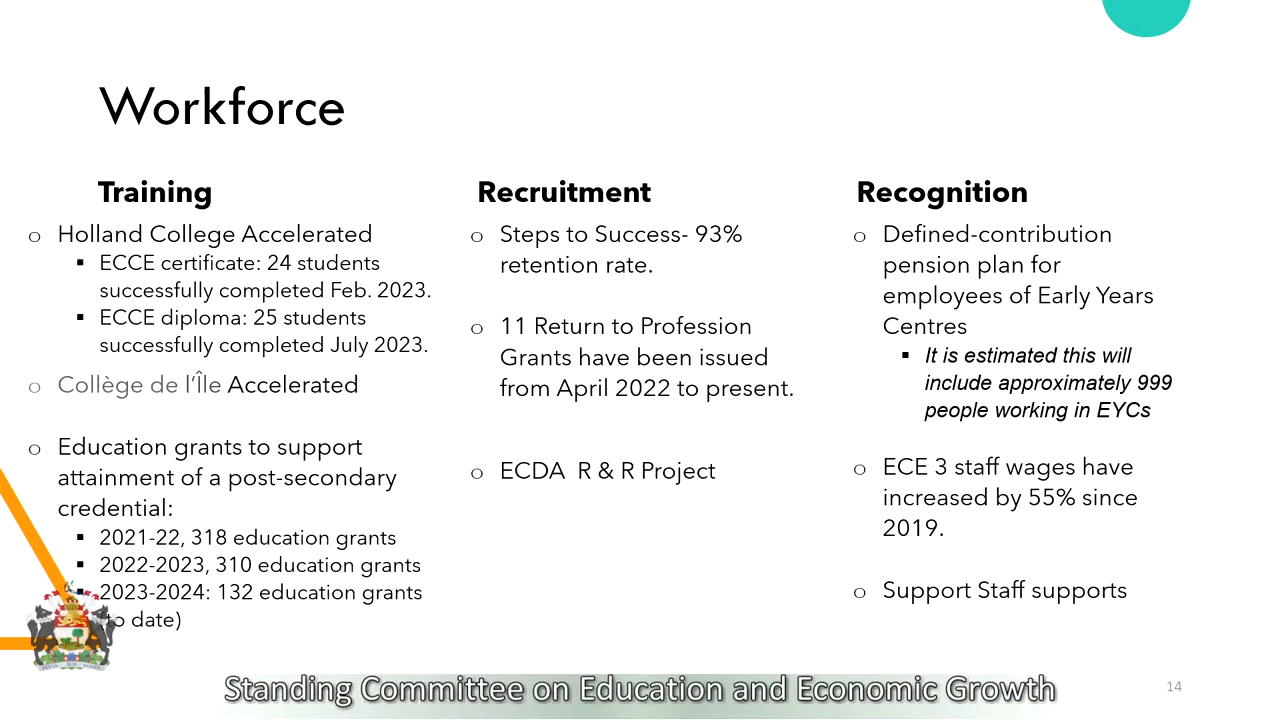 Workforce
Training
o Holland College Accelerated
▪ ECCE certificate: 24 students
successfully completed Feb. 2023.
▪ ECCE diploma: 25 students
successfully completed July 2023.
o Collège de l’Île Accelerated
o Education grants to support
attainment of a post-secondary
credential:
▪ 2021-22, 318 education grants
▪ 2022-2023, 310 education grants
▪ 2023-2024: 132 education grants
to date)
Recruitment
o Steps to Success- 93%
retention rate.
o 11 Return to Profession
Grants have been issued
from April 2022 to present.
o ECDA R & R Project
Recognition
o Defined-contribution
pension plan for
employees of Early Years
Centres
▪ It is estimated this will
include approximately 999
people working in EYCs
o ECE 3 staff wages have
increased by 55% since
2019.
o Support Staff supports
Standing Committee on Education and Economic Growth
14